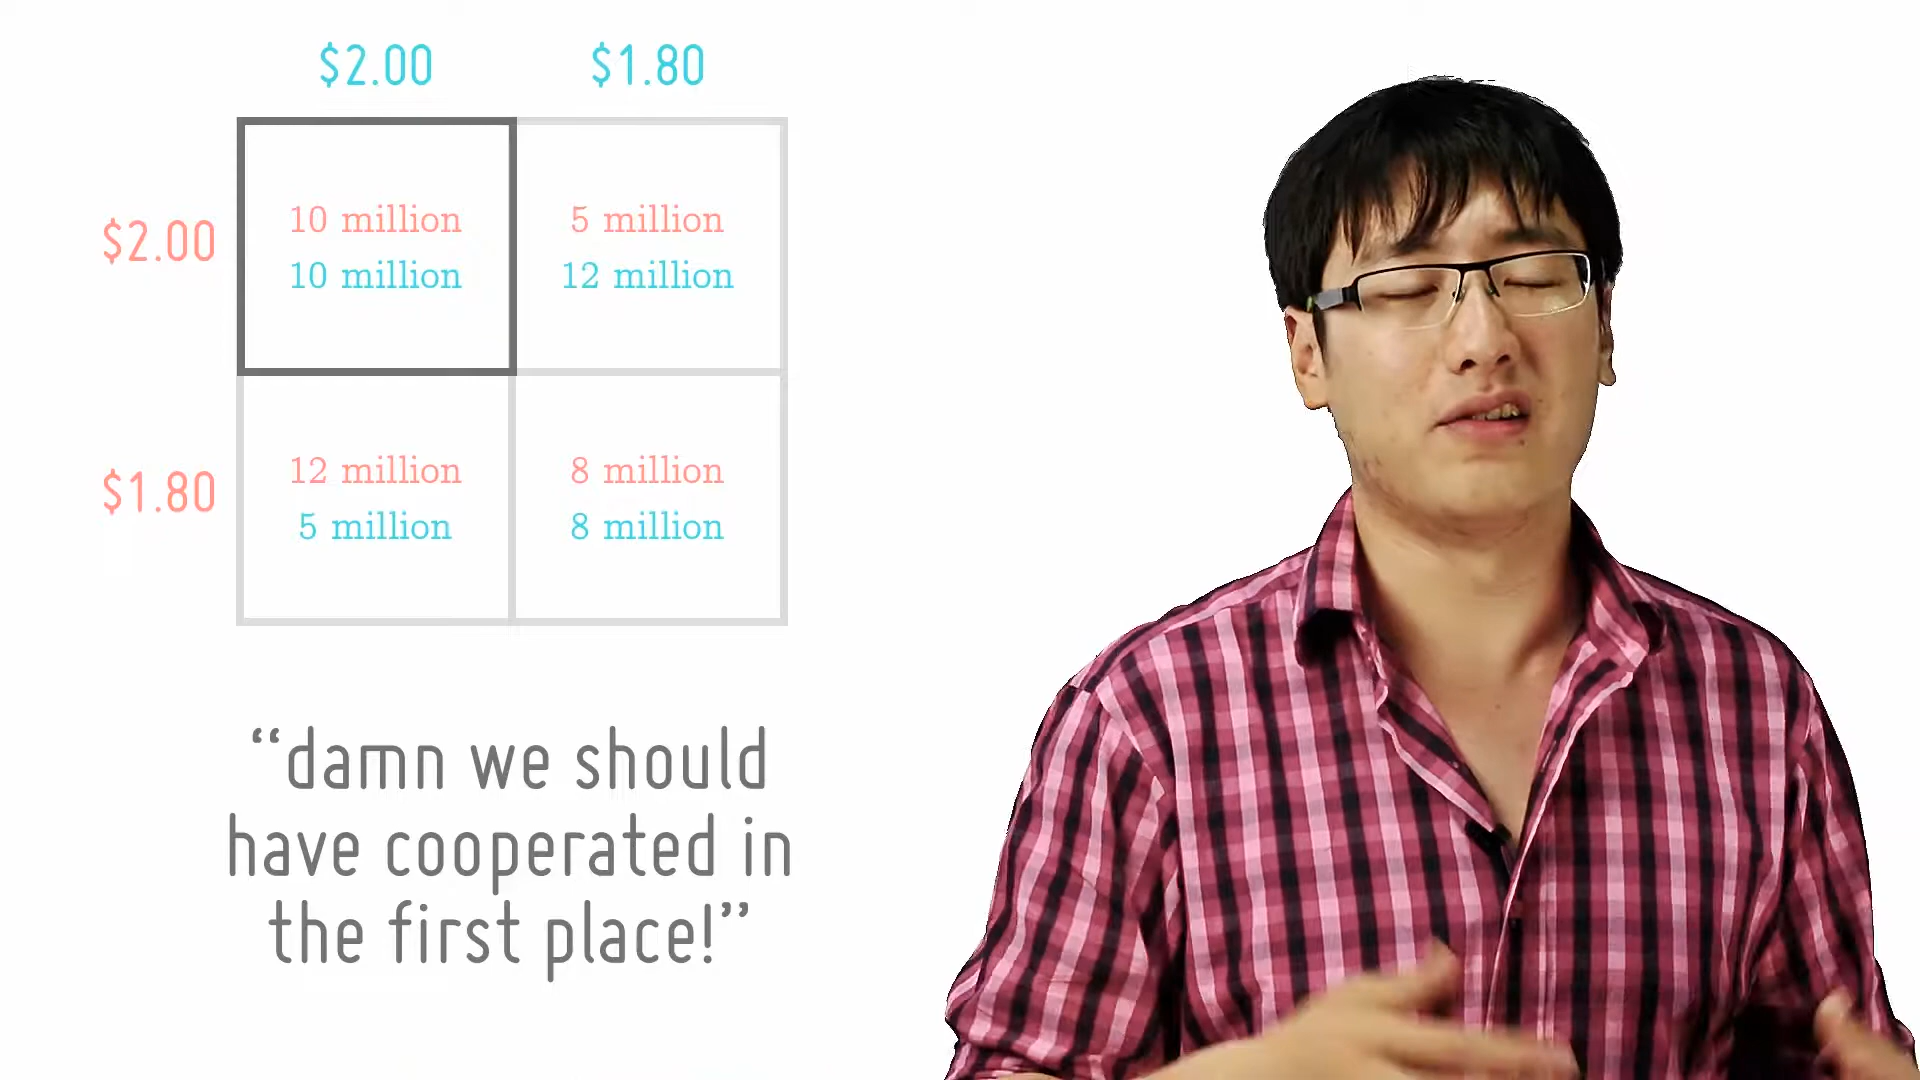 $2.00 $1.80
$2.00
10 million
10 million
5 million
12 million
$1.80
12 million
5 million
8 million
8 million
“damn we should
have cooperated in
the first place!”